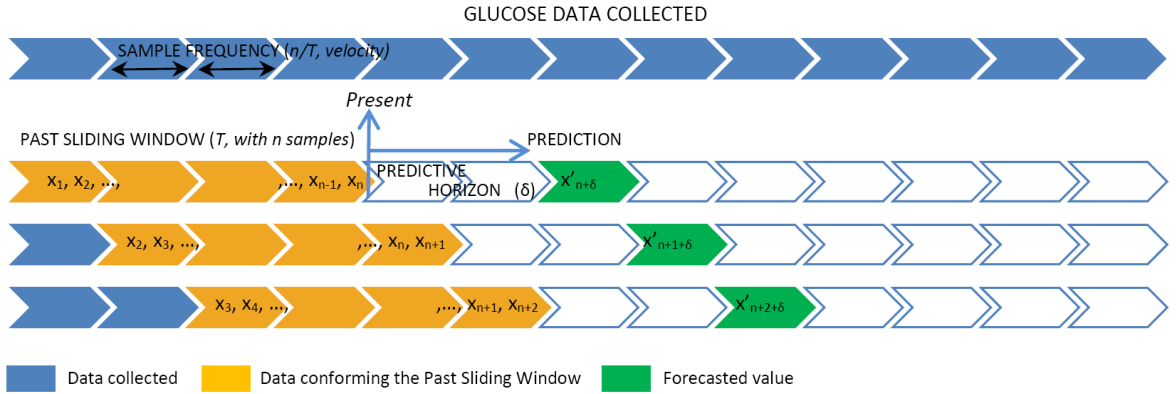 GLUCOSE DATA COLLECTED
SAMPLE FREQUENCY (n/T, velocity)
Present
PAST SLIDING WINDOW (T, with n samples)
PREDICTION
x₁, x₂, ...,
,..., xₙ₋₁, xₙ
PREDICTIVE
HORIZON (δ)
x'ₙ₊δ
x₂, x₃, ...,
,..., xₙ, xₙ₊₁
x'ₙ₊₁₊δ
x₃, x₄, ...,
,..., xₙ₊₁, xₙ₊₂
x'ₙ₊₂₊δ
Data collected
Data conforming the Past Sliding Window
Forecasted value